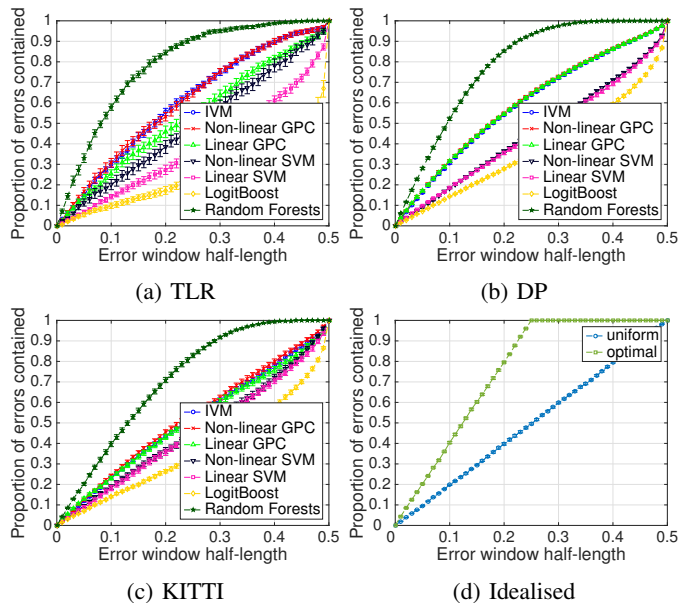 Proportion of errors contained
1
0.9
0.8
0.7
0.6
0.5
0.4
0.3
0.2
0.1
0
IVM
Non-linear GPC
Linear GPC
Non-linear SVM
Linear SVM
LogitBoost
Random Forests
0 0.1 0.2 0.3 0.4 0.5
Error window half-length
(a) TLR
Proportion of errors contained
1
0.9
0.8
0.7
0.6
0.5
0.4
0.3
0.2
0.1
0
IVM
Non-linear GPC
Linear GPC
Non-linear SVM
Linear SVM
LogitBoost
Random Forests
0 0.1 0.2 0.3 0.4 0.5
Error window half-length
(b) DP
Proportion of errors contained
1
0.9
0.8
0.7
0.6
0.5
0.4
0.3
0.2
0.1
0
IVM
Non-linear GPC
Linear GPC
Non-linear SVM
Linear SVM
LogitBoost
Random Forests
0 0.1 0.2 0.3 0.4 0.5
Error window half-length
(c) KITTI
Proportion of errors contained
1
0.9
0.8
0.7
0.6
0.5
0.4
0.3
0.2
0.1
0
uniform
optimal
0 0.1 0.2 0.3 0.4 0.5
Error window half-length
(d) Idealised